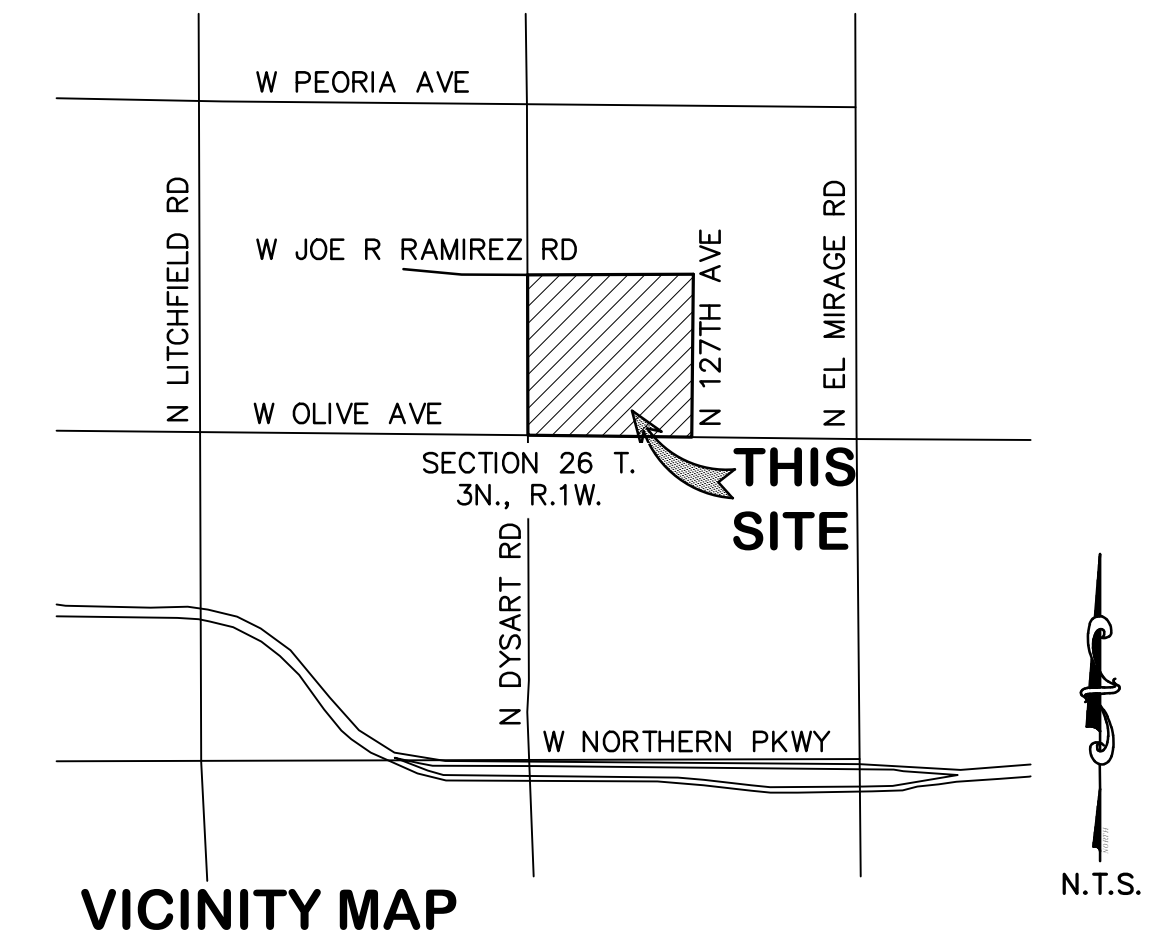 W PEORIA AVE
N LITCHFIELD RD
W JOE R RAMIREZ RD
N 127TH AVE
N EL MIRAGE RD
W OLIVE AVE
SECTION 26 T.
3N., R.1W.
THIS
SITE
N DYSART RD
W NORTHERN PKWY
NORTH
N.T.S.
VICINITY MAP